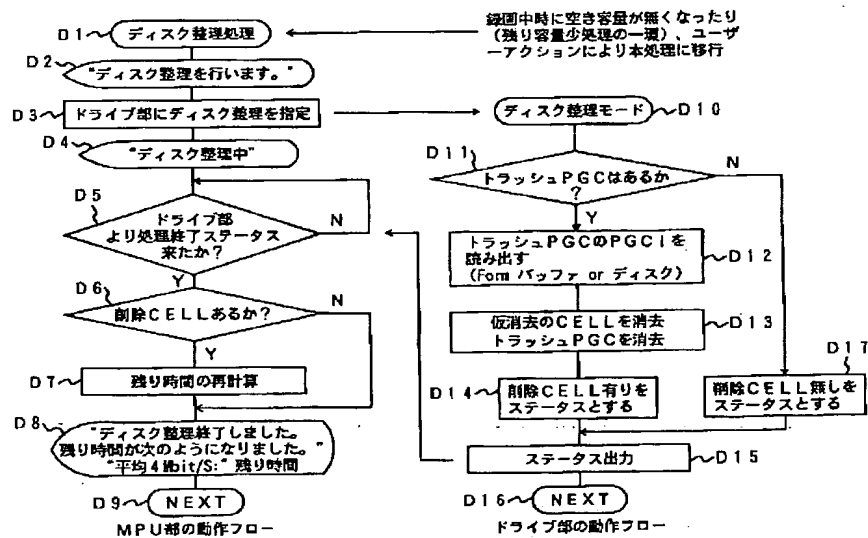 録画中時に空き容量が無くなったり
(残り容量少処理の一環)、ユーザ
ーアクションにより本処理に移行
D1
ディスク整理処理
D2
"ディスク整理を行います。"
D3
ドライブ部にディスク整理を指定
D4
"ディスク整理中"
D5
ドライブ部
より処理終了ステータス
来たか?
N
Y
D6
削除CELLあるか?
N
Y
D7
残り時間の再計算
D8
"ディスク整理終了しました。
残り時間が次のようになりました。"
"平均4Mbit/S:"残り時間
D9
NEXT
MPU部の動作フロー
ディスク整理モード
D10
D11
トラッシュPGCはあるか
?
N
Y
トラッシュPGCのPGCIを
読み出す
(Formバッファ or ディスク)
D12
仮消去のCELLを消去
トラッシュPGCを消去
D13
D14
削除CELL有りを
ステータスとする
D17
削除CELL無しを
ステータスとする
ステータス出力
D15
D16
NEXT
ドライブ部の動作フロー